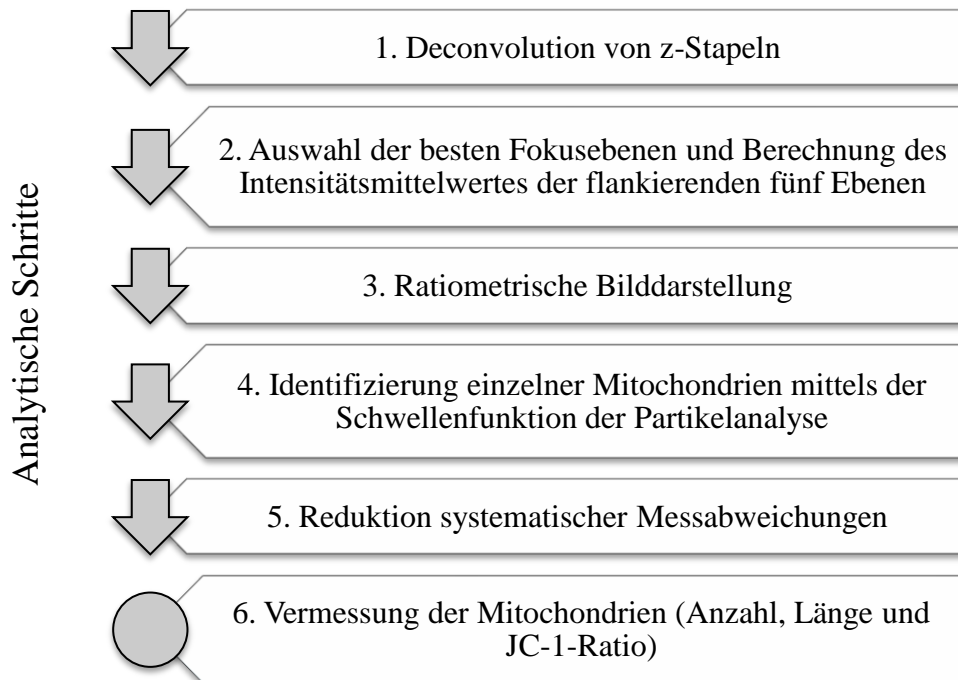 Analytische Schritte
1. Deconvolution von z-Stapeln
2. Auswahl der besten Fokusebenen und Berechnung des
Intensitätsmittelwertes der flankierenden fünf Ebenen
3. Ratiometrische Bilddarstellung
4. Identifizierung einzelner Mitochondrien mittels der
Schwellenfunktion der Partikelanalyse
5. Reduktion systematischer Messabweichungen
6. Vermessung der Mitochondrien (Anzahl, Länge und
JC-1-Ratio)